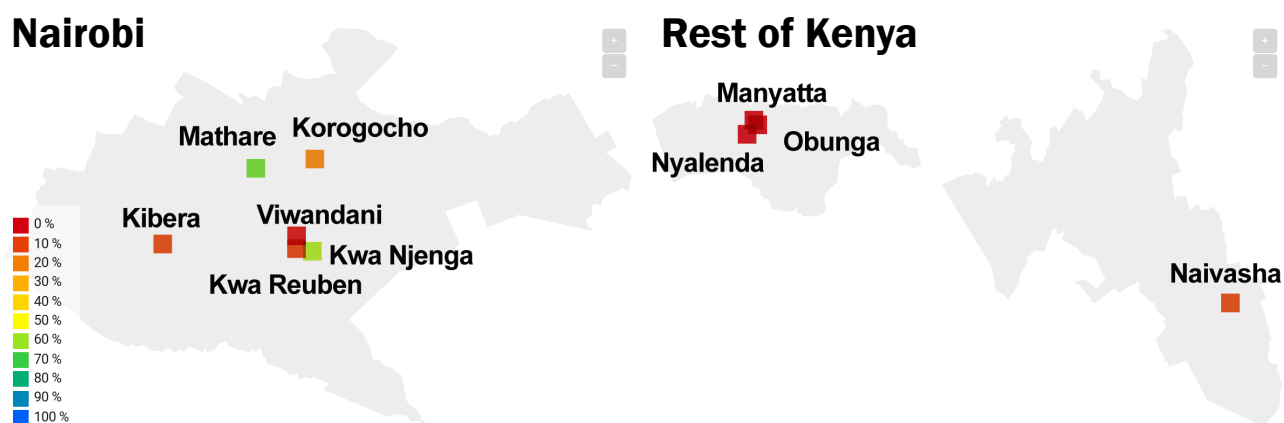 Nairobi
+
−
Mathare
Korogocho
Kibera
Viwandani
Kwa Njenga
Kwa Reuben
0 %
10 %
20 %
30 %
40 %
50 %
60 %
70 %
80 %
90 %
100 %
Rest of Kenya
+
−
Manyatta
Obunga
Nyalenda
Naivasha